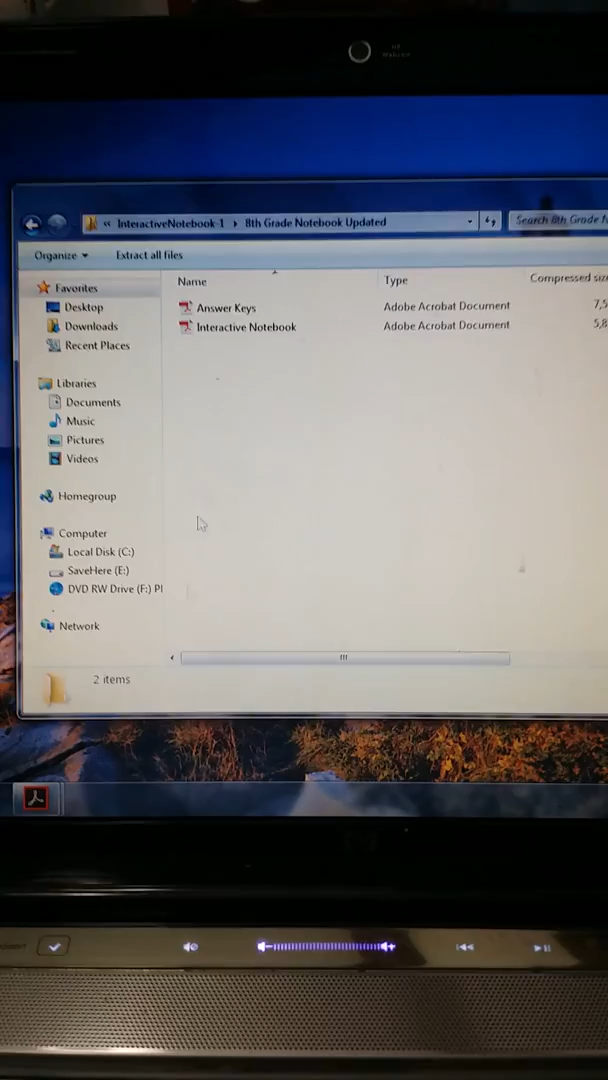 HP
« InteractiveNotebook-1 ▸ 8th Grade Notebook Updated
Search 8th Grade
Organize Extract all files
Name Type Compressed
Favorites
Desktop
Downloads
Recent Places
Libraries
Documents
Music
Pictures
Videos
Homegroup
Computer
Local Disk (C:)
SaveHere (E:)
DVD RW Drive (F:) Pl
Network
Answer Keys Adobe Acrobat Document 7,5
Interactive Notebook Adobe Acrobat Document 5,8
2 items